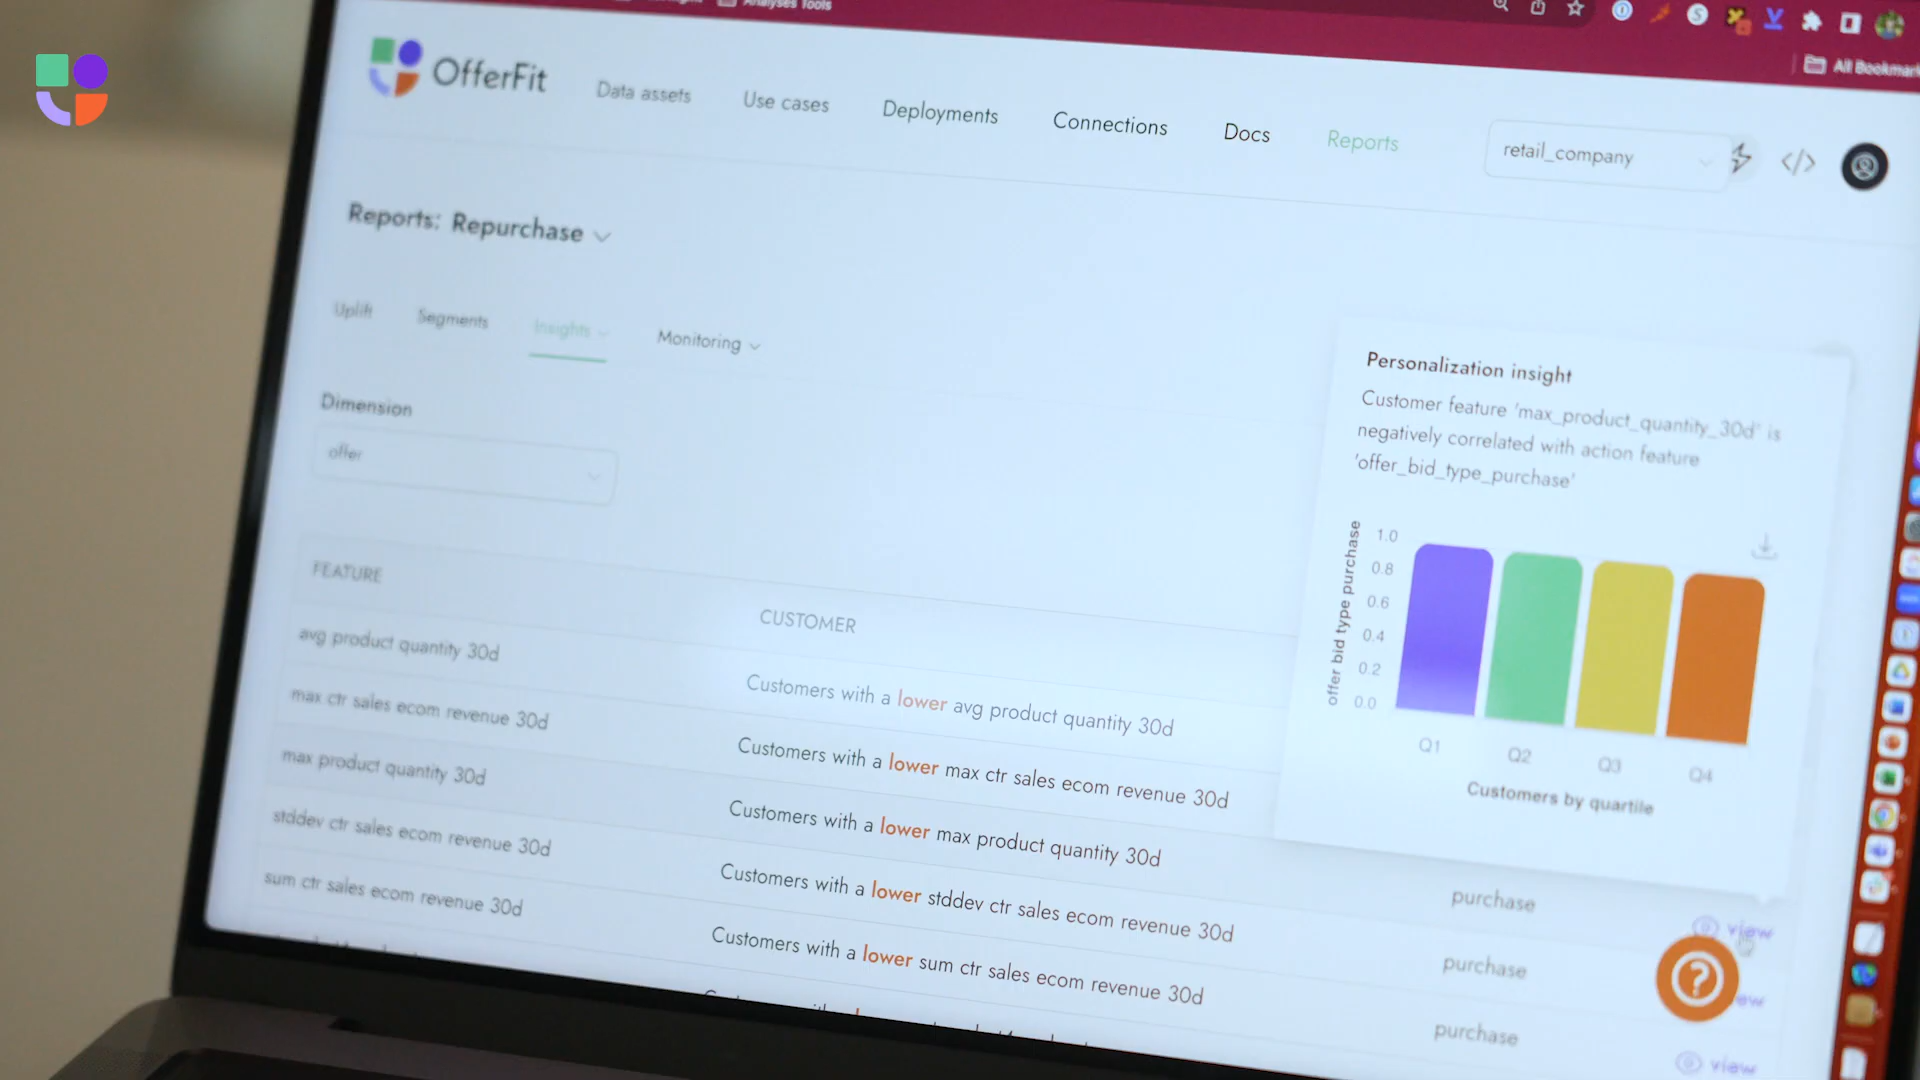 Analyses Tools
All Bookmark
OfferFit
Data assets
Use cases
Deployments
Connections
Docs
Reports
retail_company
Reports: Repurchase
Uplift
Segments
Insights
Monitoring
Dimension
offer
Personalization insight
Customer feature 'max_product_quantity_30d' is
negatively correlated with action feature
'offer_bid_type_purchase'
offer bid type purchase
1.0
0.8
0.6
0.4
0.2
0.0
Q1
Q2
Q3
Q4
Customers by quartile
FEATURE
CUSTOMER
avg product quantity 30d
Customers with a lower avg product quantity 30d
max ctr sales ecom revenue 30d
Customers with a lower max ctr sales ecom revenue 30d
max product quantity 30d
Customers with a lower max product quantity 30d
purchase
view
stddev ctr sales ecom revenue 30d
Customers with a lower stddev ctr sales ecom revenue 30d
purchase
sum ctr sales ecom revenue 30d
Customers with a lower sum ctr sales ecom revenue 30d
purchase
view